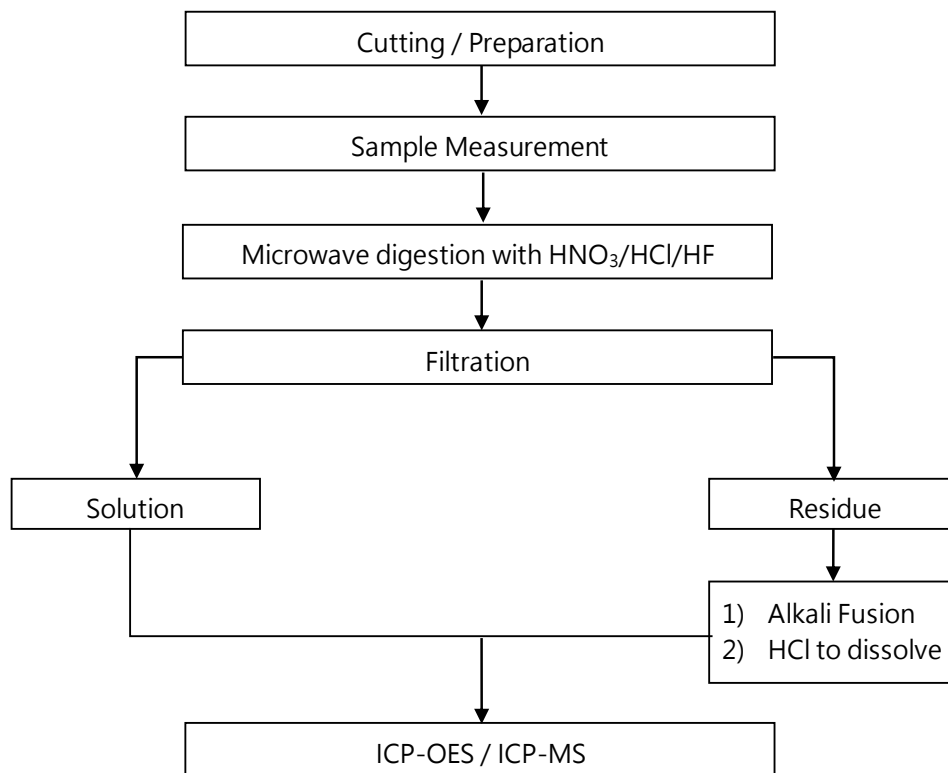 Cutting / Preparation
Sample Measurement
Microwave digestion with HNO₃/HCl/HF
Filtration
Solution
Residue
1) Alkali Fusion
2) HCl to dissolve
ICP-OES / ICP-MS